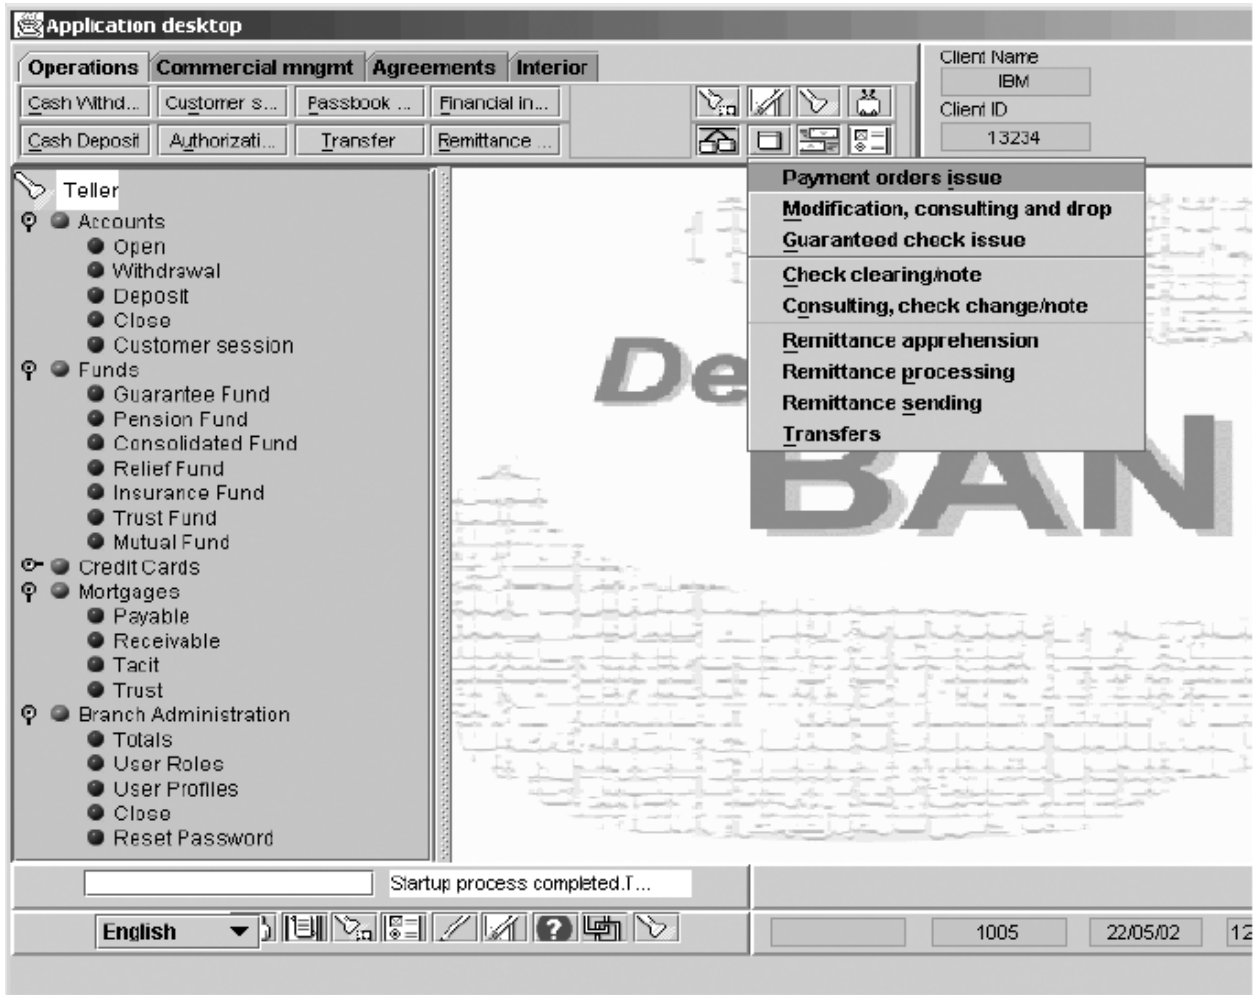 Application desktop
Operations Commercial mngmt Agreements Interior
Cash Withd... Customer s... Passbook ... Financial in...
Cash Deposit Authorizati... Transfer Remittance ...
Client Name
IBM
Client ID
13234
Payment orders issue
Modification, consulting and drop
Guaranteed check issue
Check clearing/note
Consulting, check change/note
Remittance apprehension
Remittance processing
Remittance sending
Transfers
Teller
Accounts
Open
Withdrawal
Deposit
Close
Customer session
Funds
Guarantee Fund
Pension Fund
Consolidated Fund
Relief Fund
Insurance Fund
Trust Fund
Mutual Fund
Credit Cards
Mortgages
Payable
Receivable
Tacit
Trust
Branch Administration
Totals
User Roles
User Profiles
Close
Reset Password
De
BAN
Startup process completed.T...
English
1005 22/05/02 12